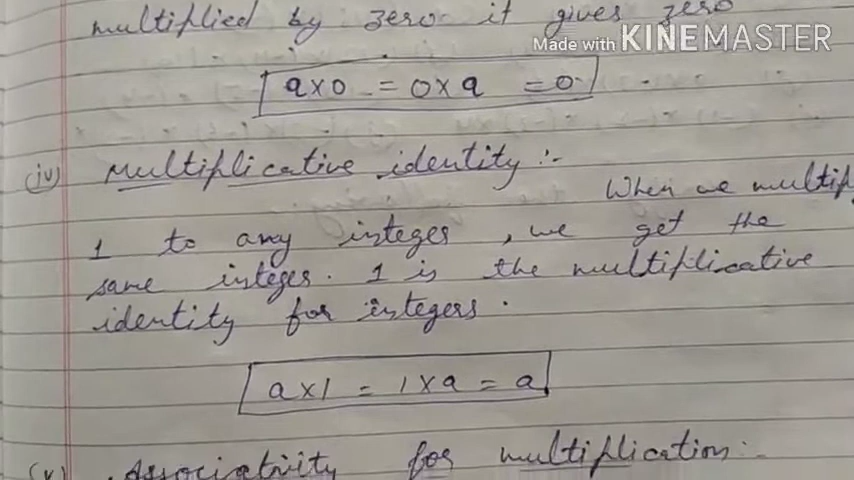 multiplied by zero it gives zero
Made with KINEMASTER
a×0 = 0×a = 0
(iv) Multiplicative identity :-
When we multip
1 to any integer, we get the
same integer. 1 is the multiplicative
identity for integers.
a×1 = 1×a = a
(v) Associativity for multiplication:-